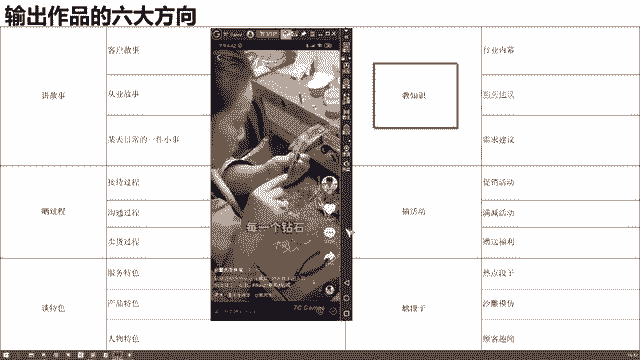 输出作品的六大方向
讲故事
客户故事
从业故事
某天日常的一件小事
晒过程
接待过程
沟通过程
卖货过程
谈特色
服务特色
产品特色
人物特色
每一个钻石
TC Games
教知识
行业内幕
购买建议
需求建议
搞活动
促销活动
满减活动
赠送福利
热点段子
沙雕模仿
顾客趣闻